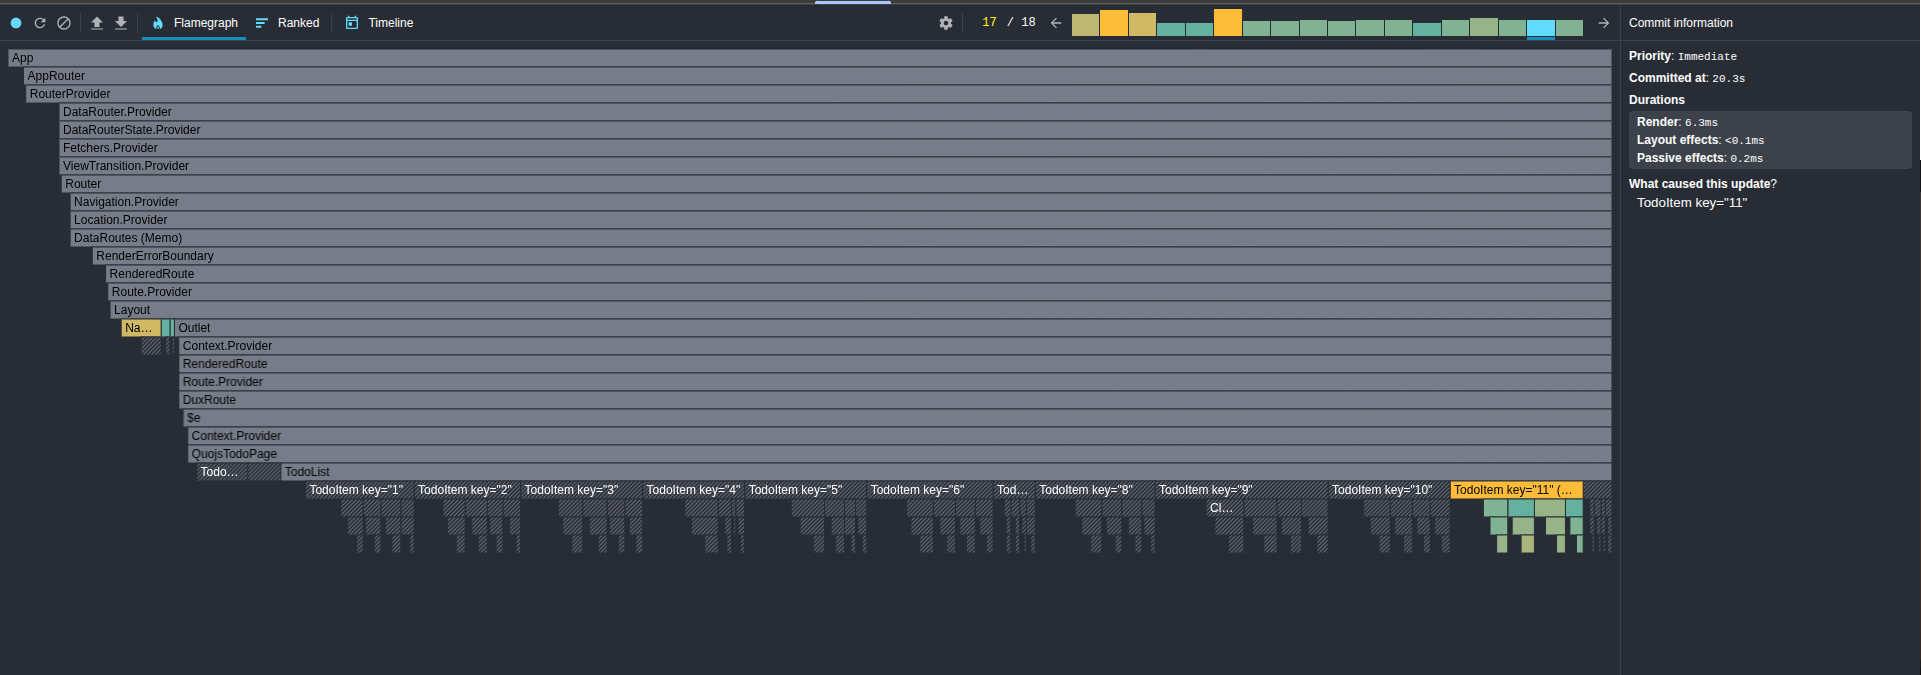 Flamegraph Ranked Timeline 17 / 18 Commit information
Priority: Immediate
Committed at: 20.3s
Durations
Render: 6.3ms
Layout effects: <0.1ms
Passive effects: 0.2ms
What caused this update?
TodoItem key="11"
App
AppRouter
RouterProvider
DataRouter.Provider
DataRouterState.Provider
Fetchers.Provider
ViewTransition.Provider
Router
Navigation.Provider
Location.Provider
DataRoutes (Memo)
RenderErrorBoundary
RenderedRoute
Route.Provider
Layout
Na… Outlet
Context.Provider
RenderedRoute
Route.Provider
DuxRoute
$e
Context.Provider
QuojsTodoPage
Todo… TodoList
TodoItem key="1" TodoItem key="2" TodoItem key="3" TodoItem key="4" TodoItem key="5" TodoItem key="6" Tod… TodoItem key="8" TodoItem key="9" TodoItem key="10" TodoItem key="11" (…
Cl…